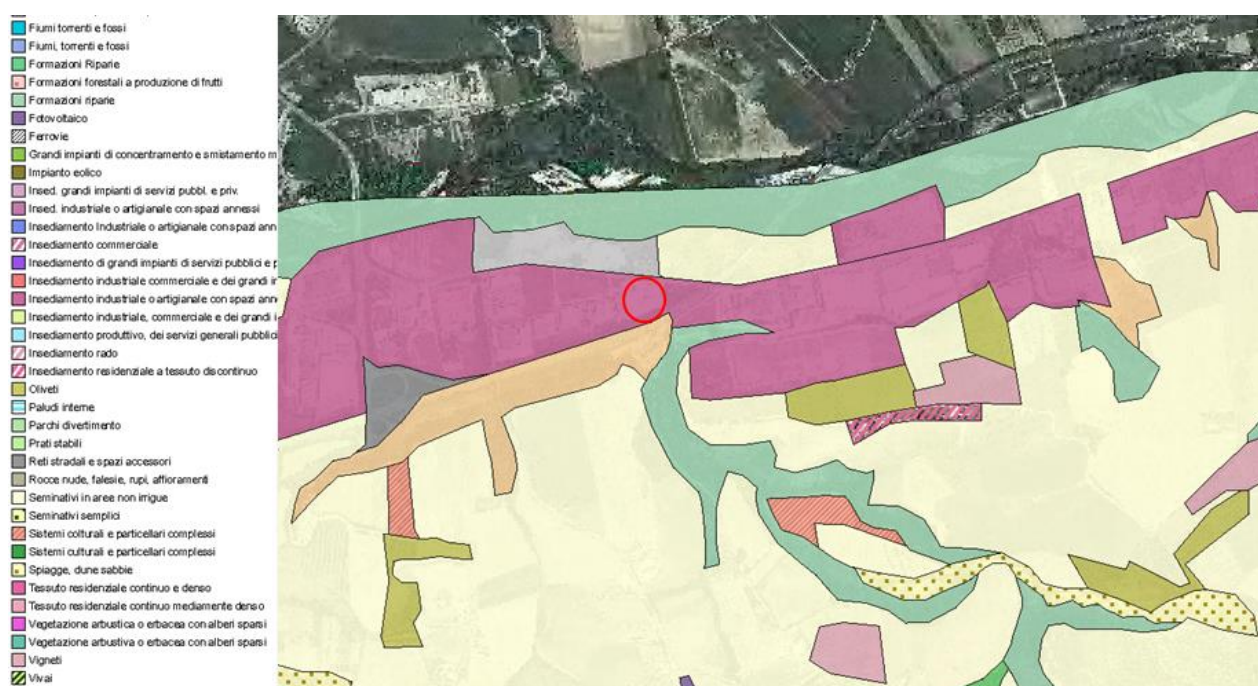 Fiumi torrenti e fossi
Fiumi, torrenti e fossi
Formazioni Riparie
Formazioni forestali a produzione di frutti
Formazioni riparie
Fotovoltaico
Ferrovie
Grandi impianti di concentramento e smistamento m
Impianto eolico
Insed. grandi impianti di servizi pubbl. e priv.
Insed. industriale o artigianale con spazi annessi
Insediamento Industriale o artigianale con spazi ann
Insediamento commerciale
Insediamento di grandi impianti di servizi pubblici e p
Insediamento industriale commerciale e dei grandi im
Insediamento industriale o artigianale con spazi ann
Insediamento industriale, commerciale e dei grandi i
Insediamento produttivo, dei servizi generali pubblici
Insediamento rado
Insediamento residenziale a tessuto discontinuo
Oliveti
Paludi interne
Parchi divertimento
Prati stabili
Reti stradali e spazi accessori
Rocce nude, falesie, rupi, affioramenti
Seminativi in aree non irrigue
Seminativi semplici
Sistemi colturali e particellari complessi
Sistemi culturali e particellari complessi
Spiagge, dune sabbie
Tessuto residenziale continuo e denso
Tessuto residenziale continuo mediamente denso
Vegetazione arbustica o erbacea con alberi sparsi
Vegetazione arbustiva o erbacea con alberi sparsi
Vigneti
Vivai